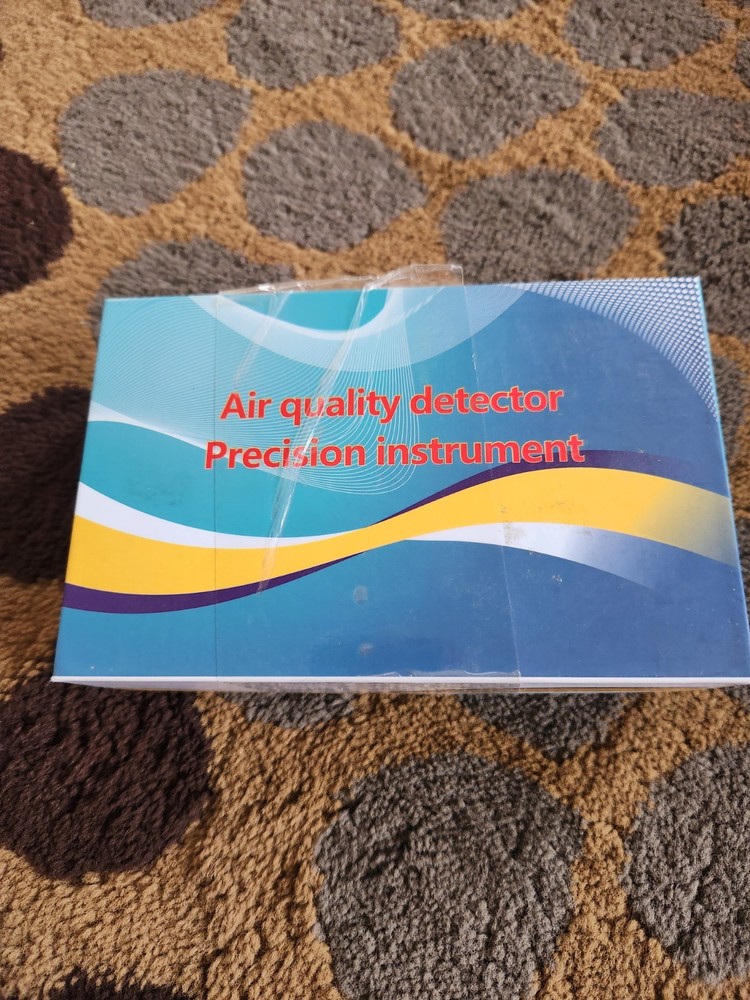 Air quality detector
Precision instrument